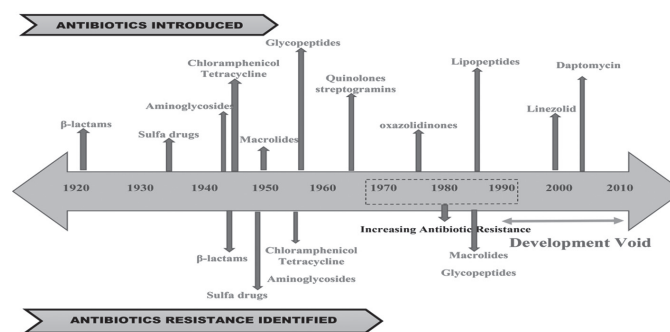 ANTIBIOTICS INTRODUCED
Glycopeptides
Chloramphenicol
Tetracycline
Lipopeptides
Daptomycin
Quinolones
streptogramins
Aminoglycosides
β-lactams
Sulfa drugs
Macrolides
oxazolidinones
Linezolid
1920 1930 1940 1950 1960 1970 1980 1990 2000 2010
Increasing Antibiotic Resistance
Development Void
β-lactams
Chloramphenicol
Tetracycline
Macrolides
Glycopeptides
Aminoglycosides
Sulfa drugs
ANTIBIOTICS RESISTANCE IDENTIFIED